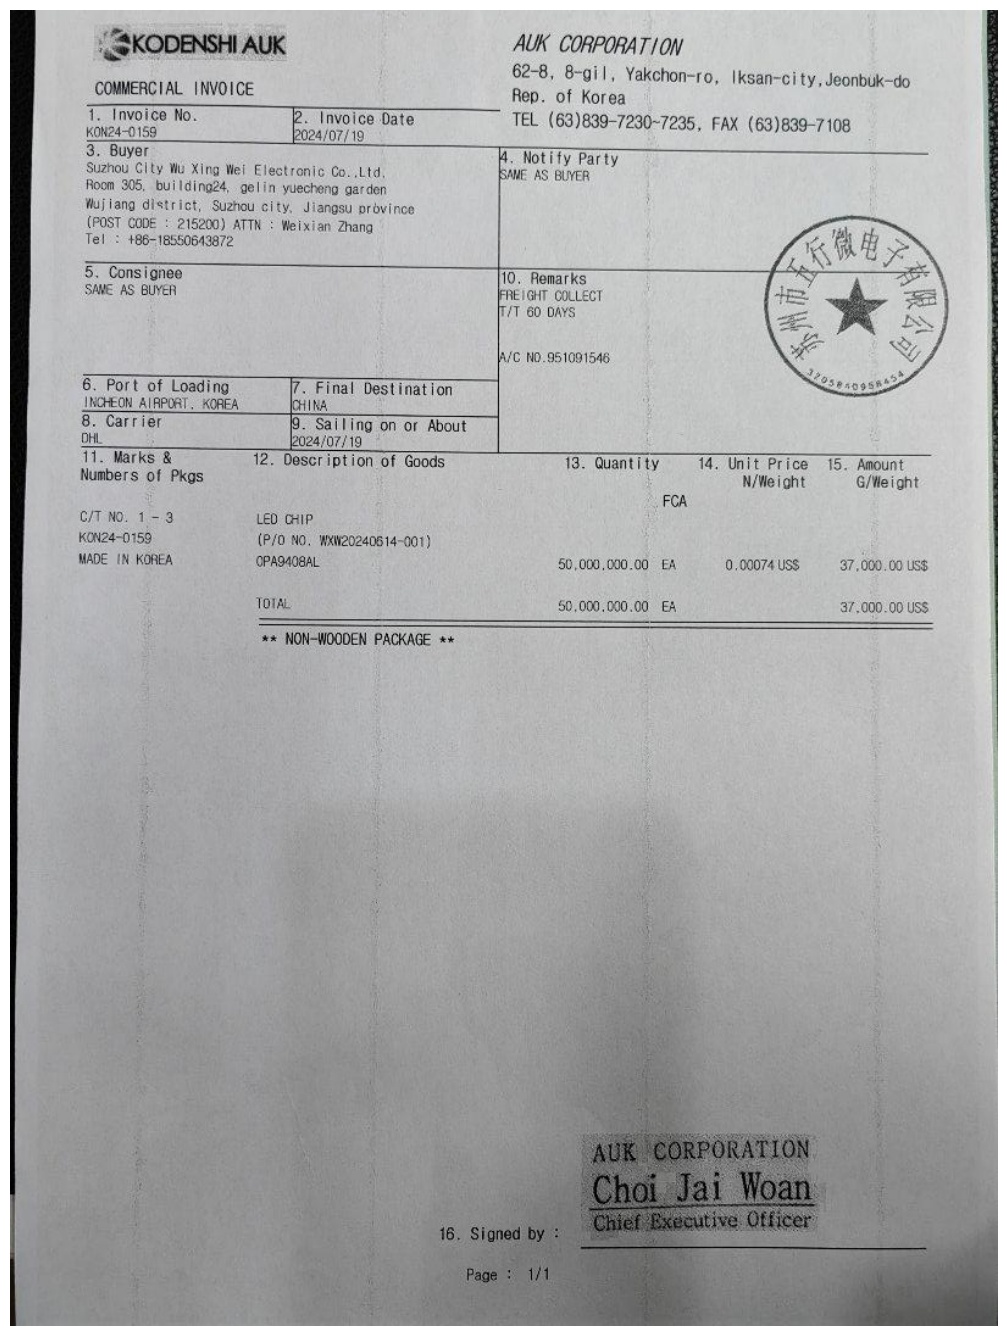 KODENSHI AUK
AUK CORPORATION
62-8, 8-gil, Yakchon-ro, Iksan-city,Jeonbuk-do
Rep. of Korea
TEL (63)839-7230~7235, FAX (63)839-7108
COMMERCIAL INVOICE
1. Invoice No.
KON24-0159
2. Invoice Date
2024/07/19
3. Buyer
Suzhou City Wu Xing Wei Electronic Co.,Ltd.
Room 305, building24, gelin yuecheng garden
Wujiang district, Suzhou city, Jiangsu province
(POST CODE : 215200) ATTN : Weixian Zhang
Tel : +86-18550643872
4. Notify Party
SAME AS BUYER
5. Consignee
SAME AS BUYER
10. Remarks
FREIGHT COLLECT
T/T 60 DAYS
A/C NO.951091546
苏州市五行微电子有限公司
3205840958454
6. Port of Loading
INCHEON AIRPORT, KOREA
7. Final Destination
CHINA
8. Carrier
DHL
9. Sailing on or About
2024/07/19
11. Marks & 12. Description of Goods 13. Quantity 14. Unit Price 15. Amount
Numbers of Pkgs N/Weight G/Weight
FCA
C/T NO. 1 - 3 LED CHIP
KON24-0159 (P/O NO. WXW20240614-001)
MADE IN KOREA OPA9408AL 50,000,000.00 EA 0.00074 US$ 37,000.00 US$
TOTAL 50,000,000.00 EA 37,000.00 US$
** NON-WOODEN PACKAGE **
AUK CORPORATION
Choi Jai Woan
Chief Executive Officer
16. Signed by :
Page : 1/1